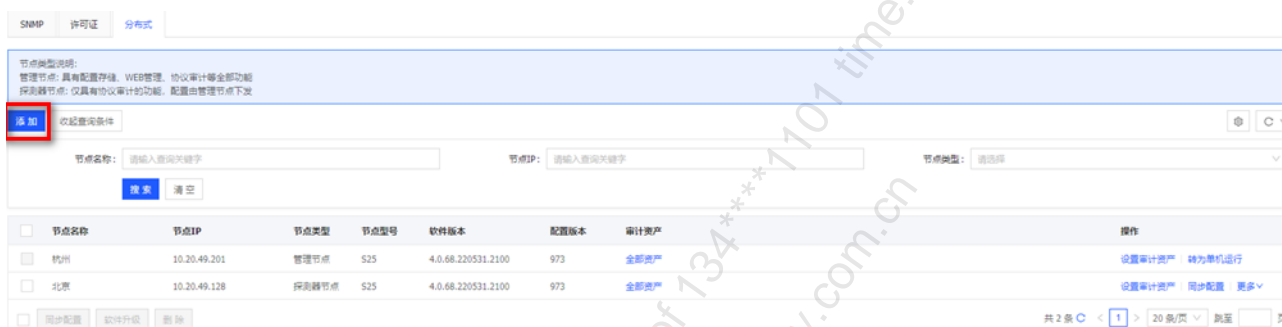 SNMP 许可证 分布式
节点类型说明:
管理节点: 具有配置存储、WEB管理、协议审计等全部功能
探测器节点: 仅具有协议审计的功能、配置由管理节点下发
添加 收起查询条件
节点名称: 请输入查询关键字 节点IP: 请输入查询关键字 节点类型: 请选择
搜索 清空
节点名称 节点IP 节点类型 节点型号 软件版本 配置版本 审计资产 操作
杭州 10.20.49.201 管理节点 S25 4.0.68.220531.2100 973 全部资产 设置审计资产 转为单机运行
北京 10.20.49.128 探测器节点 S25 4.0.68.220531.2100 973 全部资产 设置审计资产 同步配置 更多
同步配置 软件升级 删除 共2条 < 1 > 20条/页 跳至 页
of 134****1101 time
.com.cn